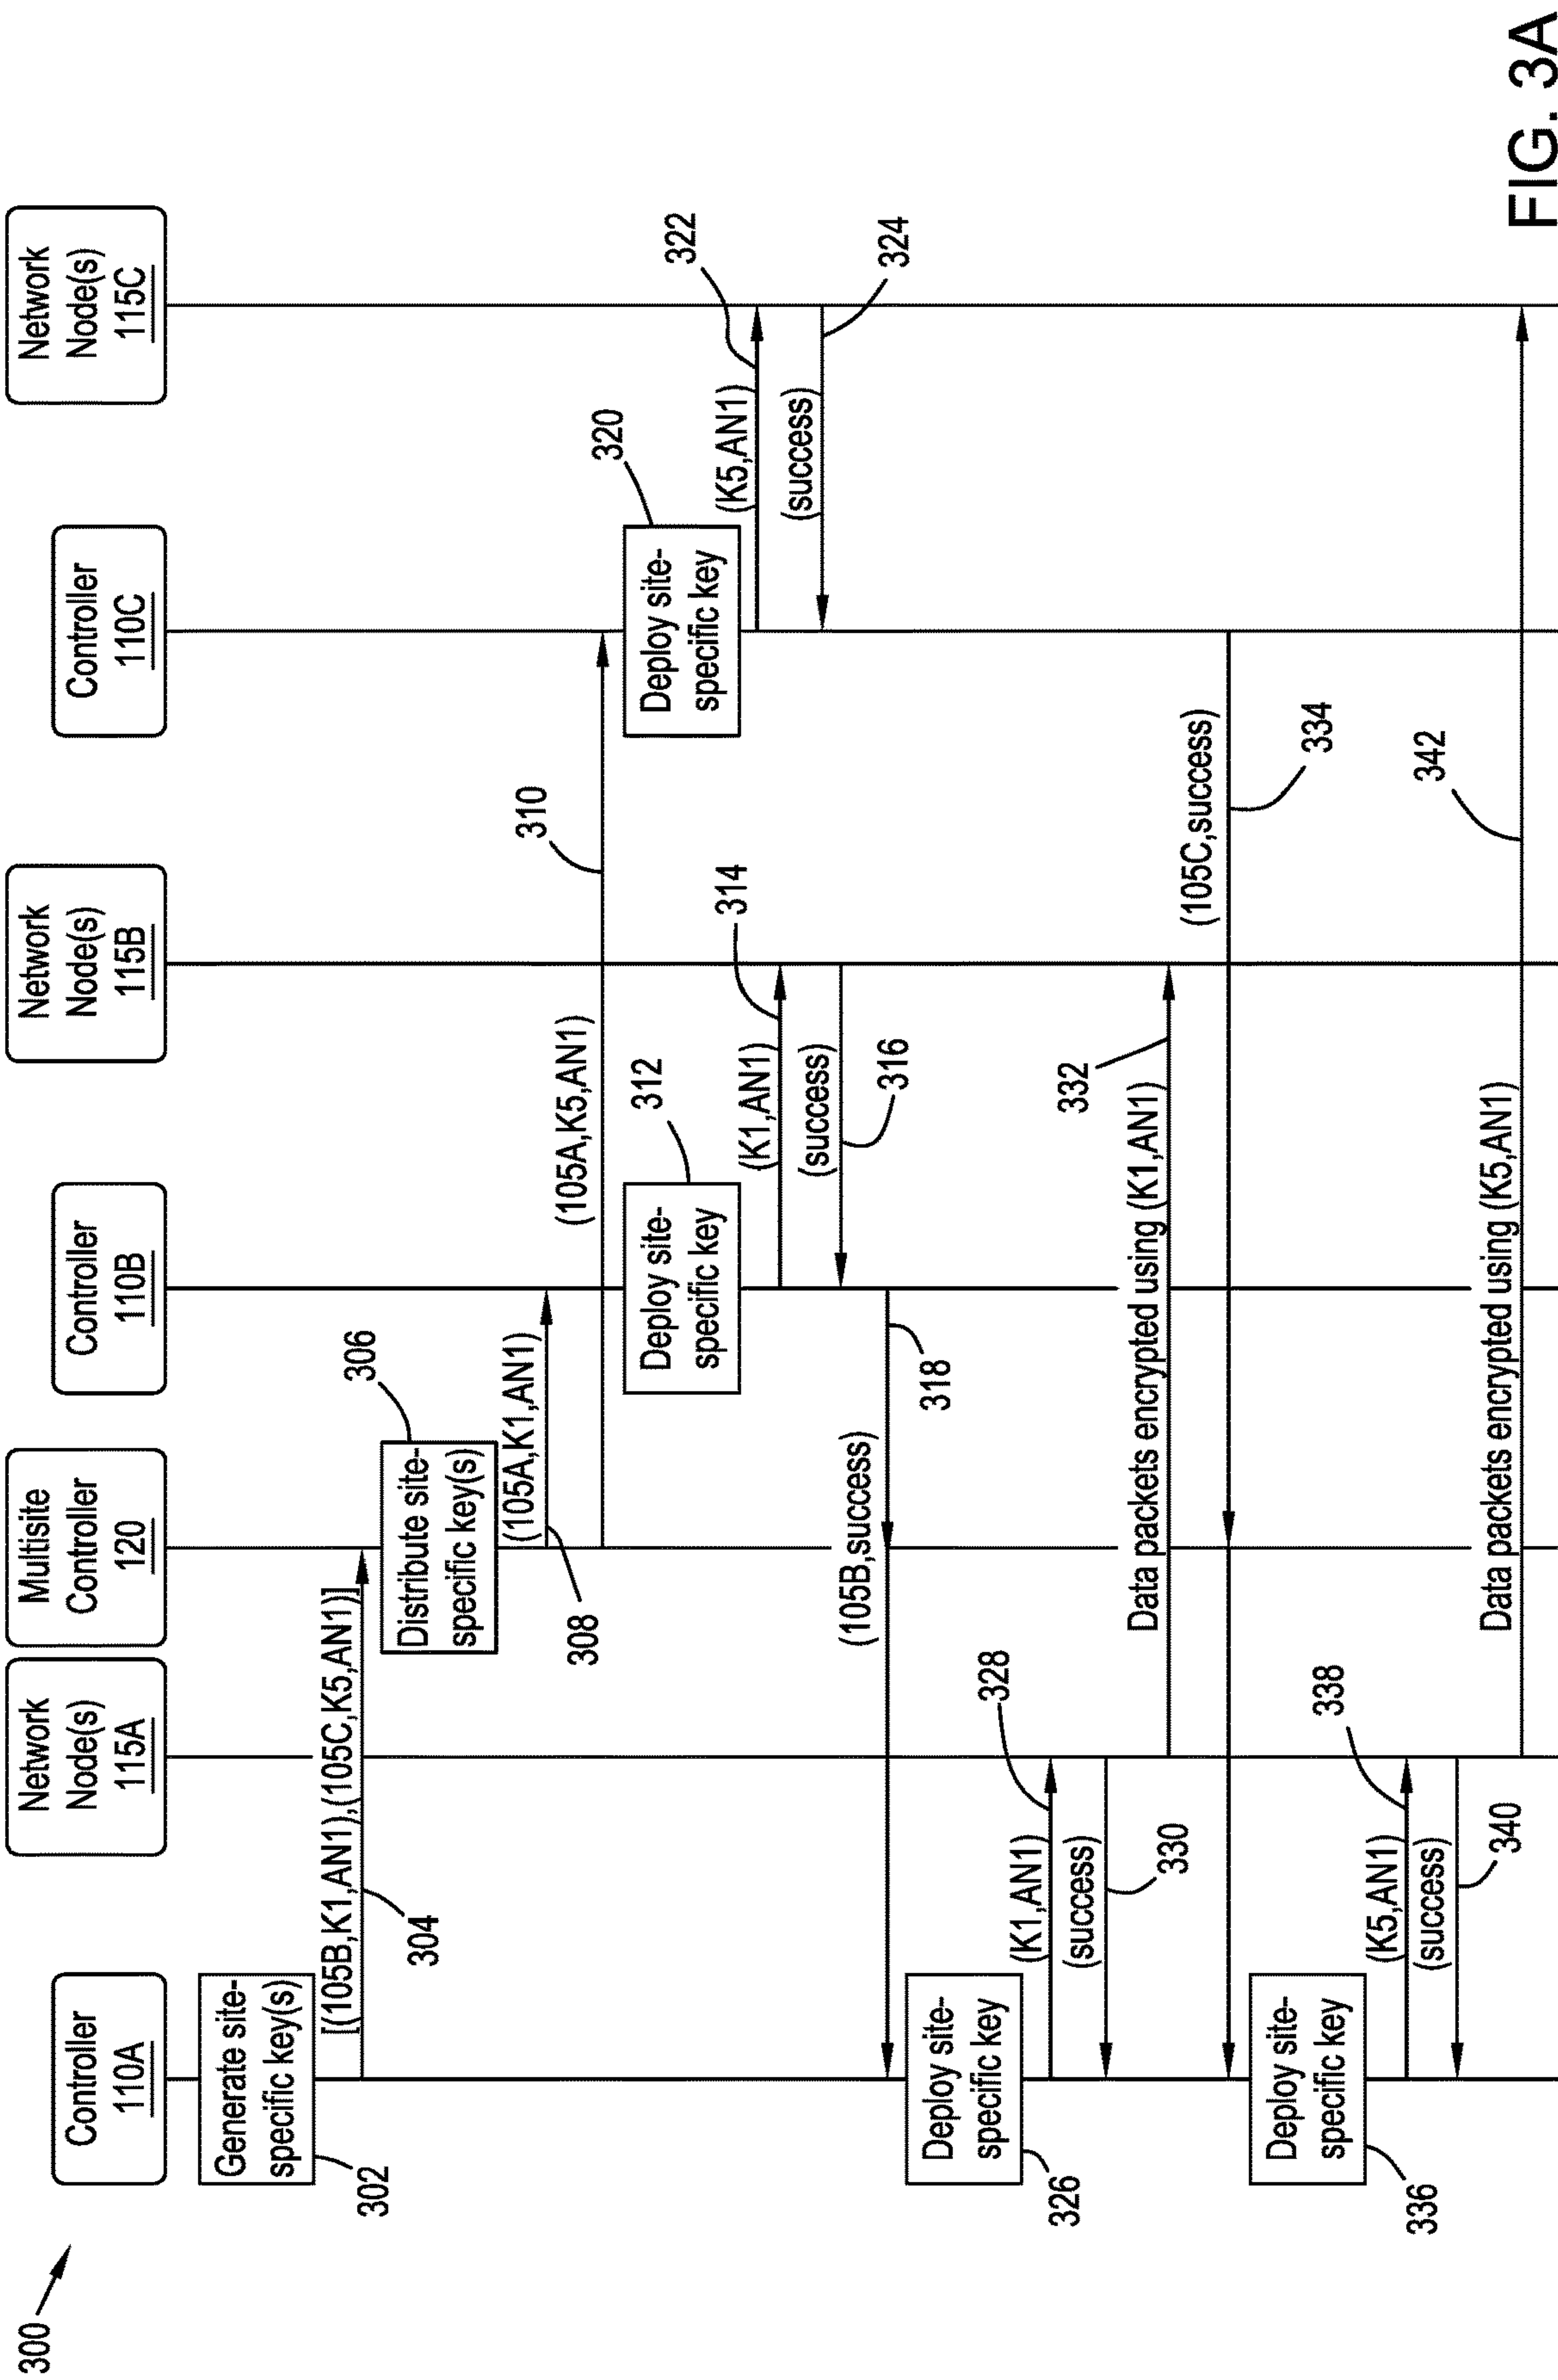 300
Controller
110A
Network
Node(s)
115A
Multisite
Controller
120
Controller
110B
Network
Node(s)
115B
Controller
110C
Network
Node(s)
115C
Generate site-
specific key(s)
302
[(105B,K1,AN1),(105C,K5,AN1)]
304
Distribute site-
specific key(s)
306
(105A,K1,AN1)
308
(105A,K5,AN1)
310
Deploy site-
specific key
312
Deploy site-
specific key
320
(K1,AN1)
314
(success)
316
(K5,AN1)
322
(success)
324
(105B,success)
318
Deploy site-
specific key
326
(K1,AN1)
328
(success)
330
Data packets encrypted using (K1,AN1)
332
(105C,success)
334
Deploy site-
specific key
336
(K5,AN1)
338
(success)
340
Data packets encrypted using (K5,AN1)
342
FIG. 3A